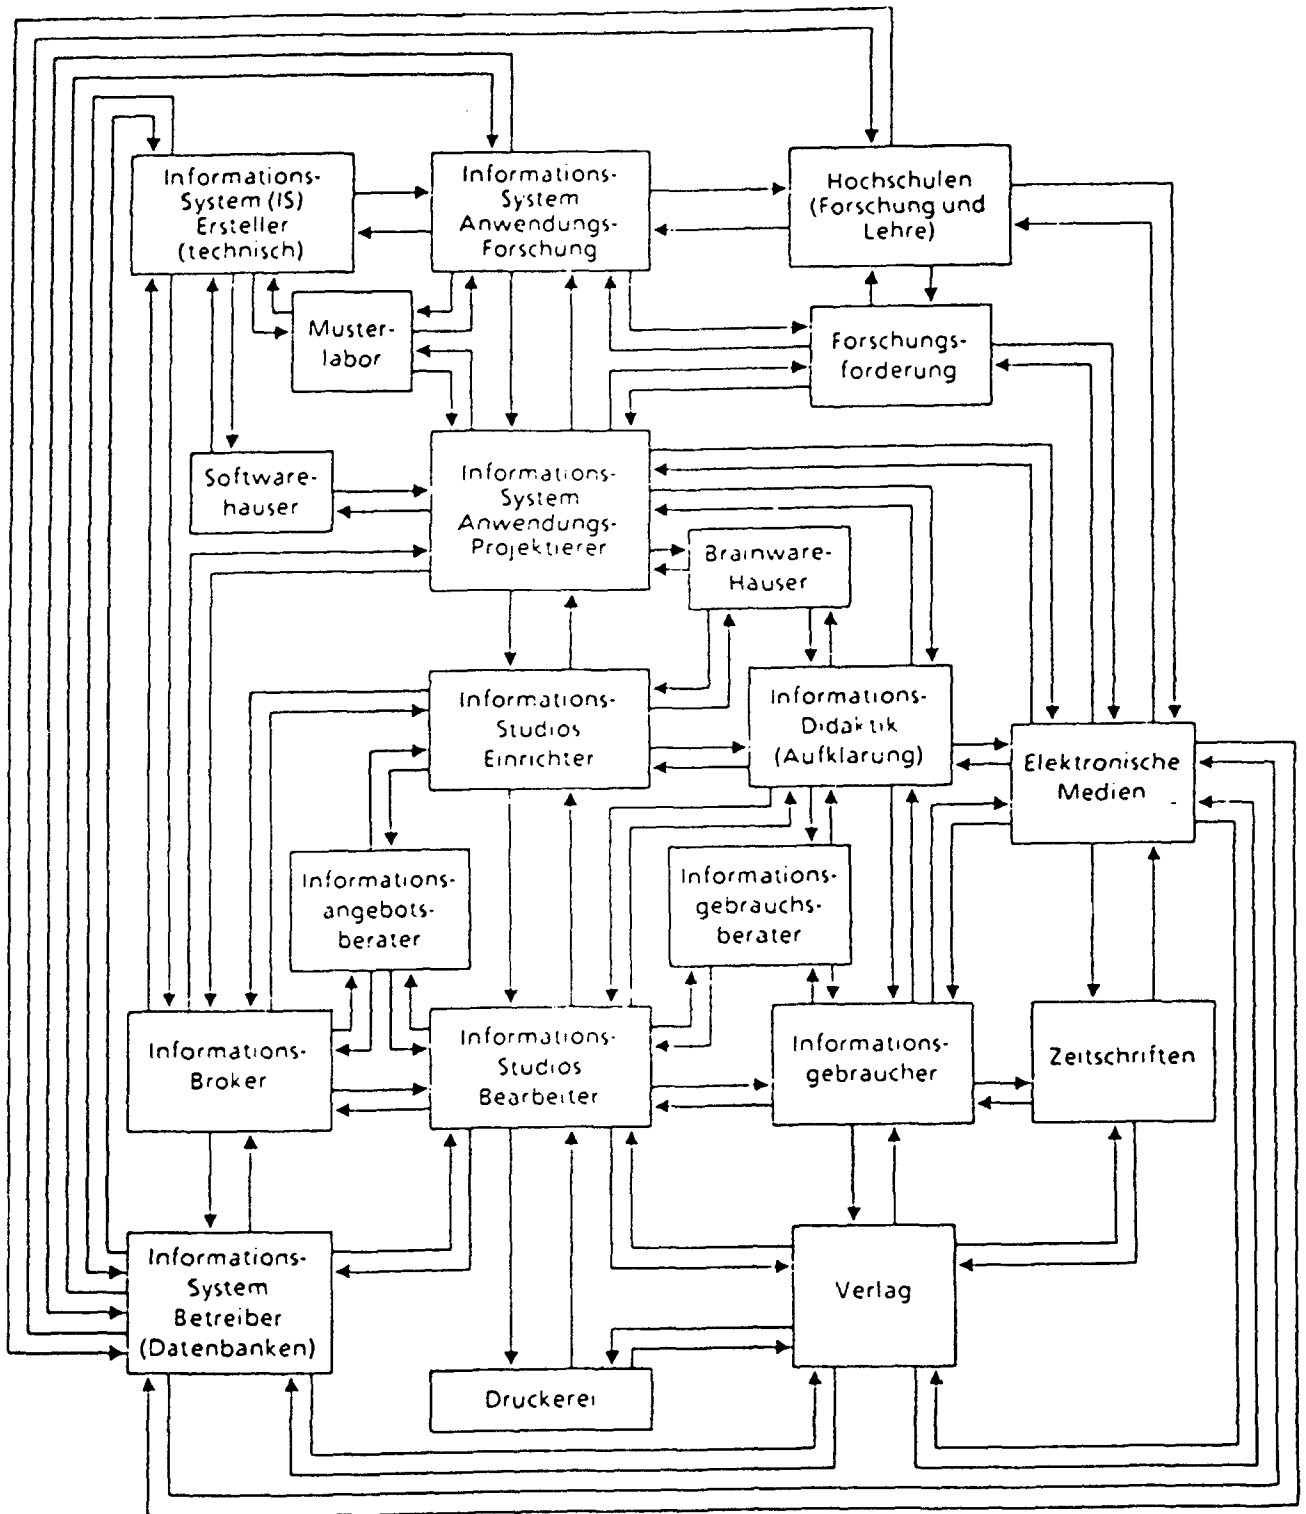 Informations-
System (IS)
Ersteller
(technisch)
Informations-
System
Anwendungs-
Forschung
Hochschulen
(Forschung und
Lehre)
Muster-
labor
Forschungs-
forderung
Software-
hauser
Informations-
System
Anwendungs-
Projektierer
Brainware-
Hauser
Informations-
Studios
Einrichter
Informations-
Didaktik
(Aufklarung)
Elektronische
Medien
Informations-
angebots-
berater
Informations-
gebrauchs-
berater
Informations-
Broker
Informations-
Studios
Bearbeiter
Informations-
gebraucher
Zeitschriften
Informations-
System
Betreiber
(Datenbanken)
Verlag
Druckerei